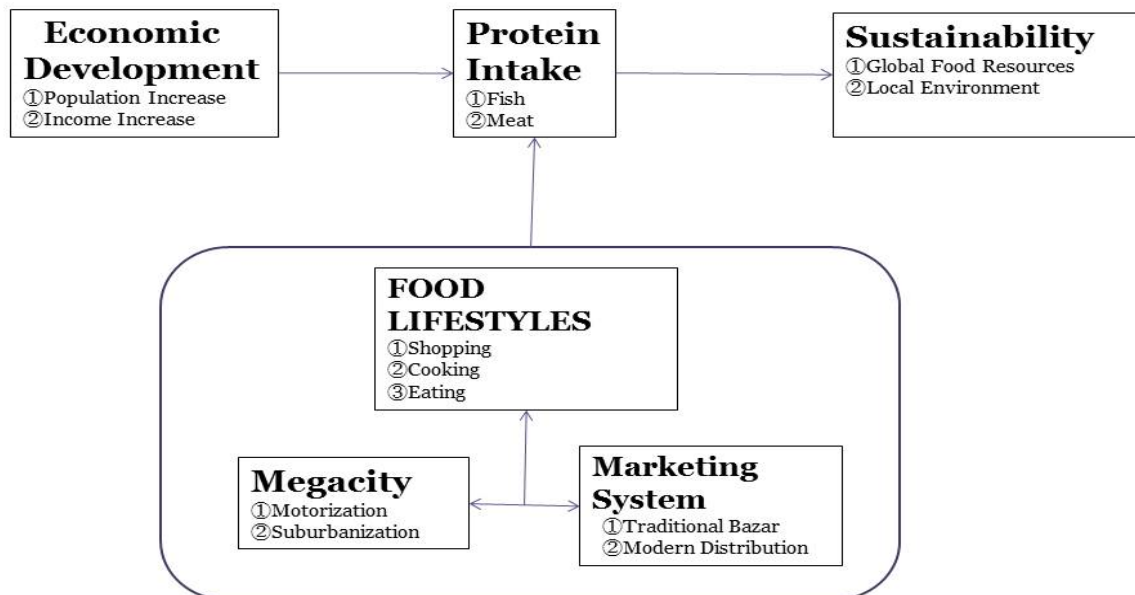 Economic
Development
①Population Increase
②Income Increase
Protein
Intake
①Fish
②Meat
Sustainability
①Global Food Resources
②Local Environment
FOOD
LIFESTYLES
①Shopping
②Cooking
③Eating
Megacity
①Motorization
②Suburbanization
Marketing
System
①Traditional Bazar
②Modern Distribution